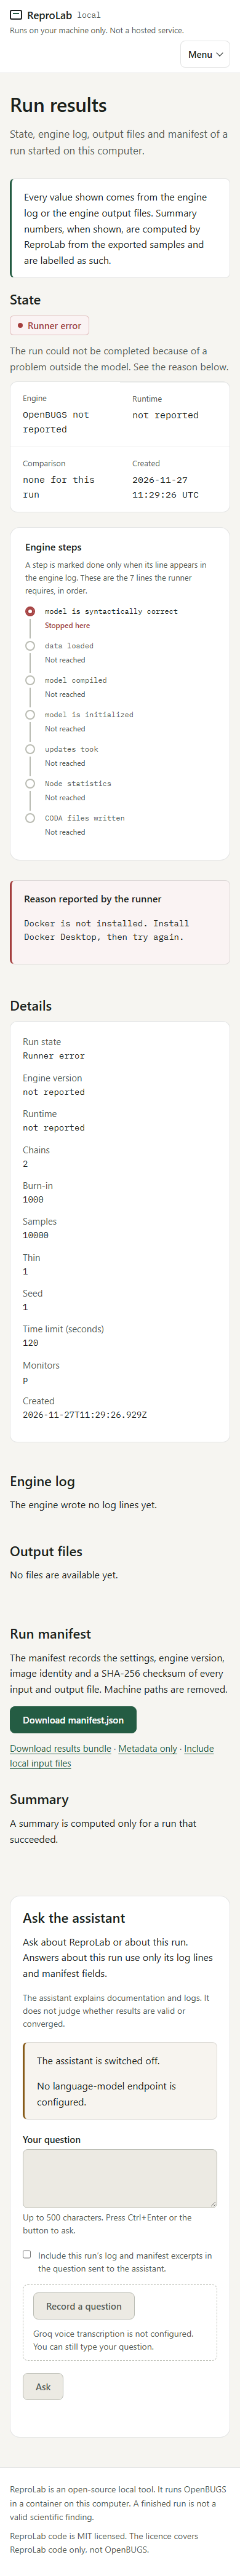 ReproLab local
Runs on your machine only. Not a hosted service.
Menu
Run results
State, engine log, output files and manifest of a
run started on this computer.
Every value shown comes from the engine
log or the engine output files. Summary
numbers, when shown, are computed by
ReproLab from the exported samples and
are labelled as such.
State
Runner error
The run could not be completed because of a
problem outside the model. See the reason below.
Engine
OpenBUGS not
reported
Runtime
not reported
Comparison
none for this
run
Created
2026-11-27
11:29:26 UTC
Engine steps
A step is marked done only when its line appears in
the engine log. These are the 7 lines the runner
requires, in order.
model is syntactically correct
Stopped here
data loaded
Not reached
model compiled
Not reached
model is initialized
Not reached
updates took
Not reached
Node statistics
Not reached
CODA files written
Not reached
Reason reported by the runner
Docker is not installed. Install
Docker Desktop, then try again.
Details
Run state
Runner error
Engine version
not reported
Runtime
not reported
Chains
2
Burn-in
1000
Samples
10000
Thin
1
Seed
1
Time limit (seconds)
120
Monitors
p
Created
2026-11-27T11:29:26.929Z
Engine log
The engine wrote no log lines yet.
Output files
No files are available yet.
Run manifest
The manifest records the settings, engine version,
image identity and a SHA-256 checksum of every
input and output file. Machine paths are removed.
Download manifest.json
Download results bundle · Metadata only · Include
local input files
Summary
A summary is computed only for a run that
succeeded.
Ask the assistant
Ask about ReproLab or about this run.
Answers about this run use only its log lines
and manifest fields.
The assistant explains documentation and logs. It
does not judge whether results are valid or
converged.
The assistant is switched off.
No language-model endpoint is
configured.
Your question
Up to 500 characters. Press Ctrl+Enter or the
button to ask.
Include this run's log and manifest excerpts in
the question sent to the assistant.
Record a question
Groq voice transcription is not configured.
You can still type your question.
Ask
ReproLab is an open-source local tool. It runs OpenBUGS
in a container on this computer. A finished run is not a
valid scientific finding.
ReproLab code is MIT licensed. The licence covers
ReproLab code only, not OpenBUGS.